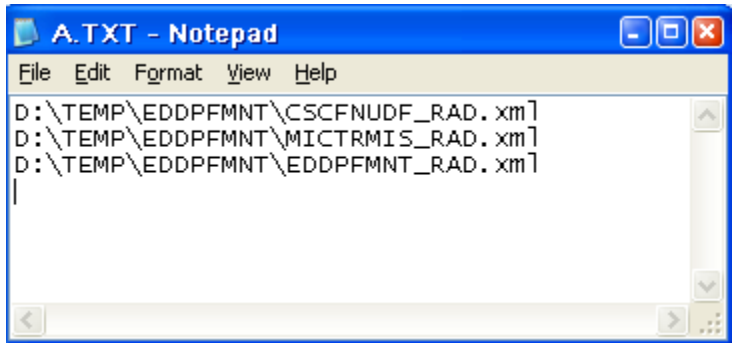 A.TXT - Notepad
File Edit Format View Help
D:\TEMP\EDDPFMNT\CSCFNUDF_RAD.xml
D:\TEMP\EDDPFMNT\MICTRMIS_RAD.xml
D:\TEMP\EDDPFMNT\EDDPFMNT_RAD.xml